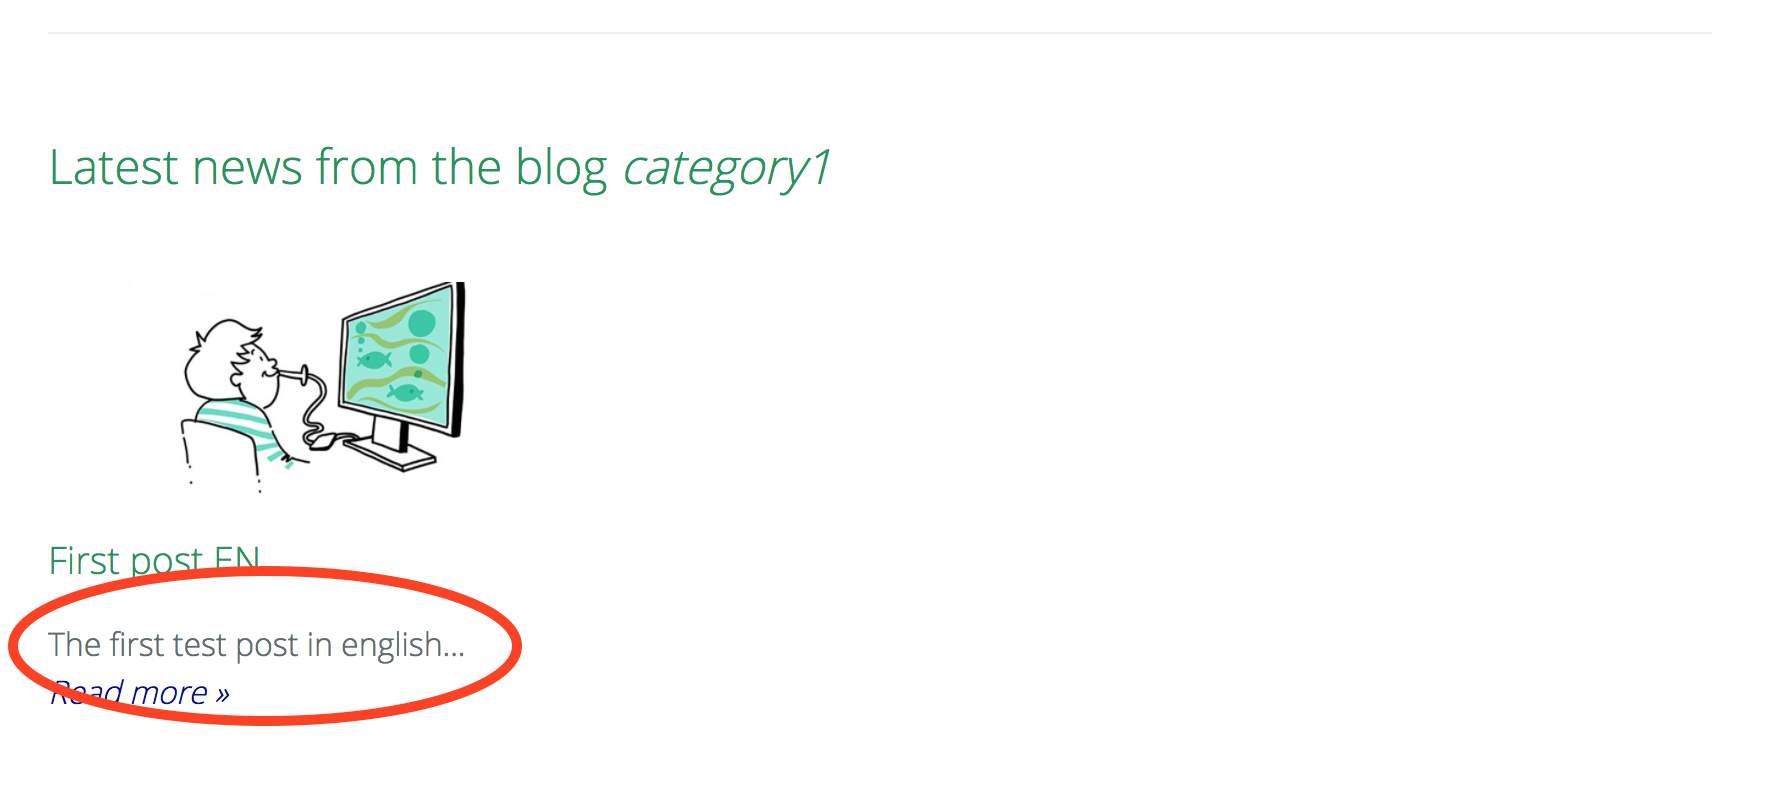 Latest news from the blog category1
First post EN
The first test post in english...
Read more »